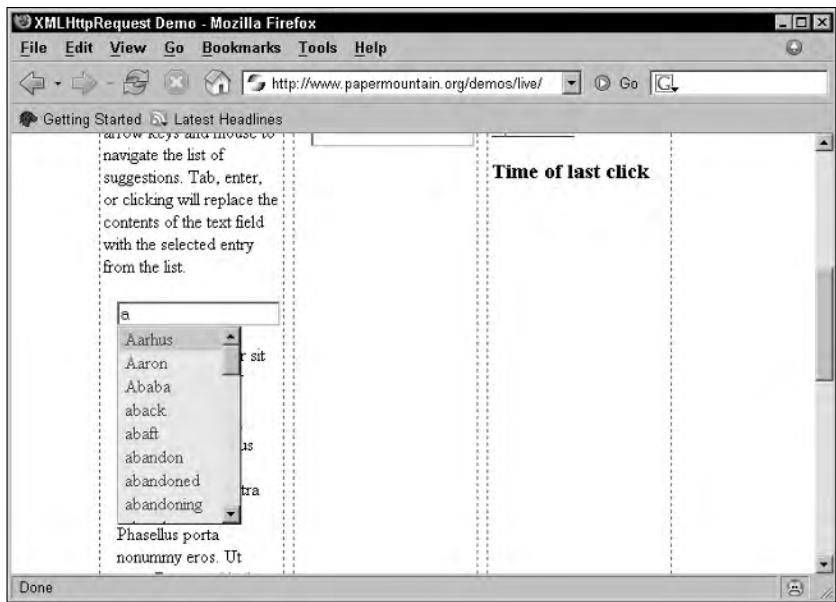 XMLHttpRequest Demo - Mozilla Firefox
File Edit View Go Bookmarks Tools Help
http://www.papermountain.org/demos/live/ Go G
Getting Started Latest Headlines
arrow keys and mouse to
navigate the list of
suggestions. Tab, enter,
or clicking will replace the
contents of the text field
with the selected entry
from the list.
a
Aarhus
Aaron
Ababa
aback
abaft
abandon
abandoned
abandoning
sit
Phasellus porta
nonummy eros. Ut
Time of last click
Done